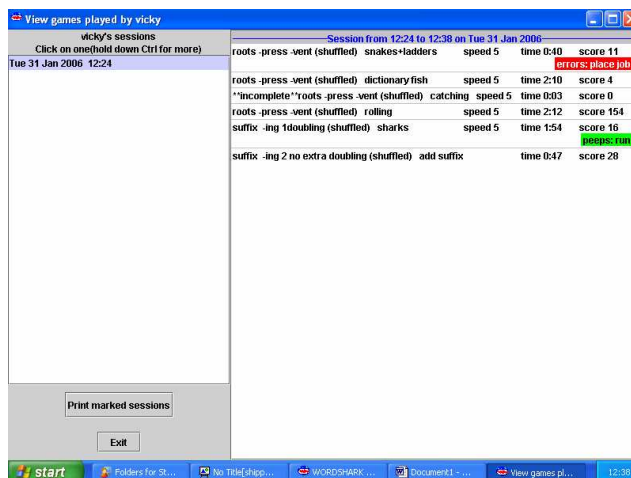 View games played by vicky
vicky's sessions
Click on one(hold down Ctrl for more)
Tue 31 Jan 2006 12:24
Session from 12:24 to 12:38 on Tue 31 Jan 2006
roots -press -vent (shuffled) snakes+ladders speed 5 time 0:40 score 11
errors: place job
roots -press -vent (shuffled) dictionary fish speed 5 time 2:10 score 4
**incomplete**roots -press -vent (shuffled) catching speed 5 time 0:03 score 0
roots -press -vent (shuffled) rolling speed 5 time 2:12 score 154
suffix -ing 1doubling (shuffled) sharks speed 5 time 1:54 score 16
peeps: run
suffix -ing 2 no extra doubling (shuffled) add suffix time 0:47 score 28
Print marked sessions
Exit
start
Folders for St...
No Title[shipp...
WORDSHARK ...
Document1 - ...
View games pl...
12:38